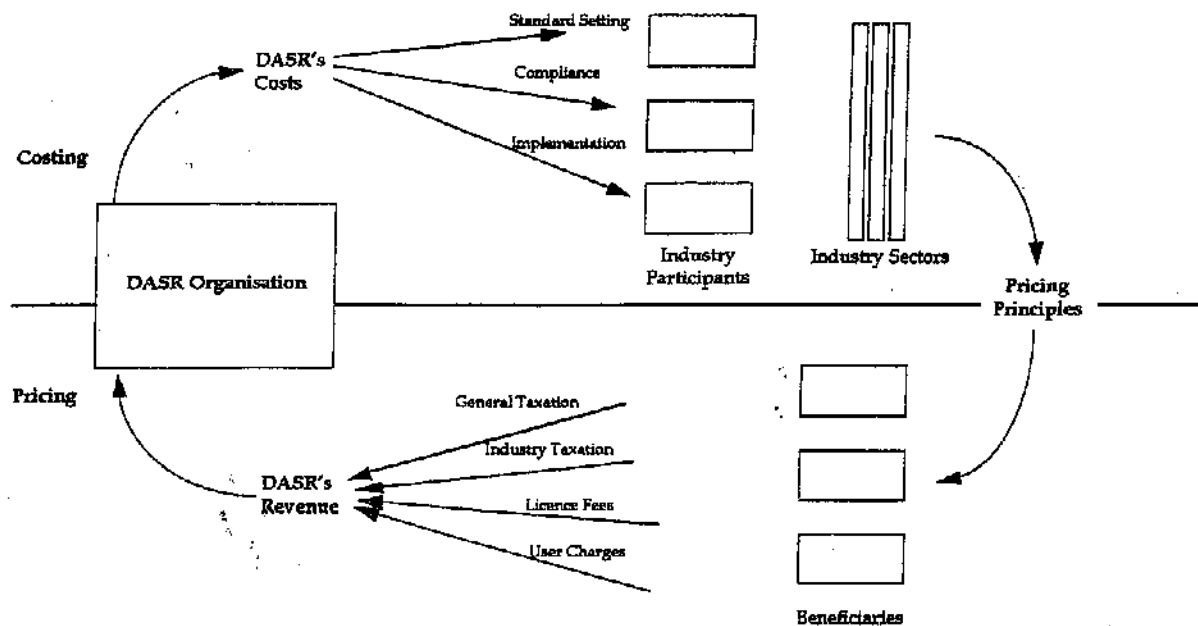 Standard Setting
DASR's
Costs
Compliance
Implementation
Costing
Industry
Participants
Industry Sectors
DASR Organisation
Pricing
Principles
Pricing
General Taxation
Industry Taxation
DASR's
Revenue
Licence Fees
User Charges
Beneficiaries